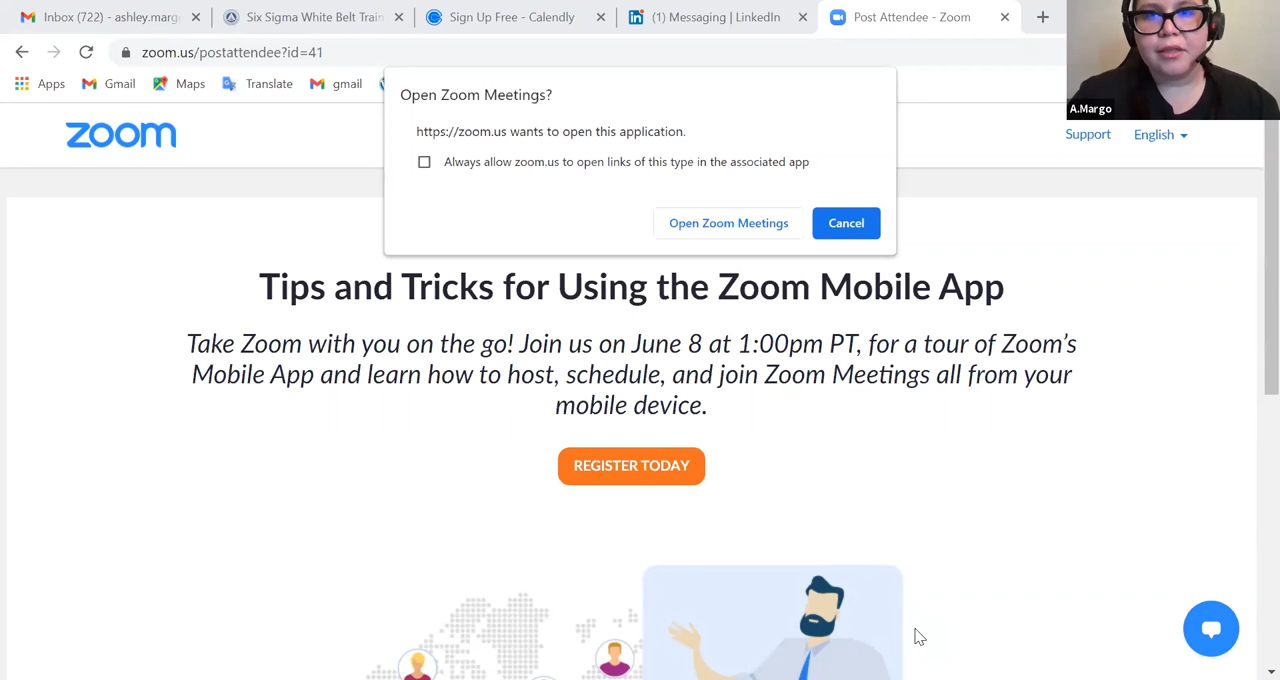 Inbox (722) - ashley.marg
Six Sigma White Belt Train
Sign Up Free - Calendly
(1) Messaging | LinkedIn
Post Attendee - Zoom
zoom.us/postattendee?id=41
Apps
Gmail
Maps
Translate
gmail
A.Margo
Open Zoom Meetings?
https://zoom.us wants to open this application.
Always allow zoom.us to open links of this type in the associated app
Open Zoom Meetings
Cancel
zoom
Support
English
Tips and Tricks for Using the Zoom Mobile App
Take Zoom with you on the go! Join us on June 8 at 1:00pm PT, for a tour of Zoom’s
Mobile App and learn how to host, schedule, and join Zoom Meetings all from your
mobile device.
REGISTER TODAY